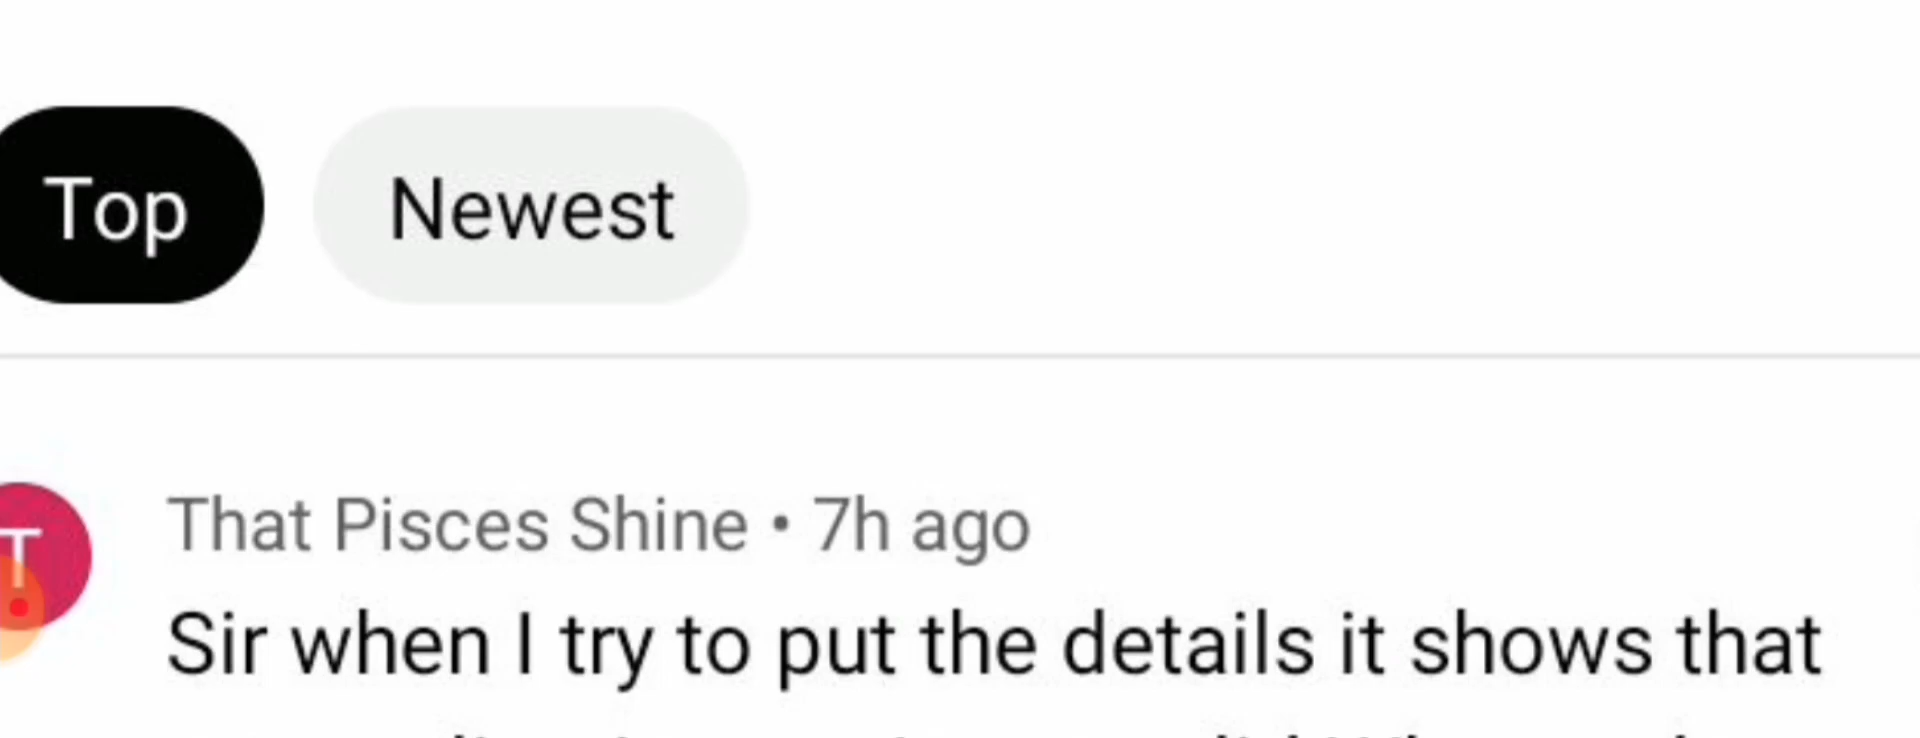 Top Newest
T
That Pisces Shine • 7h ago
Sir when I try to put the details it shows that